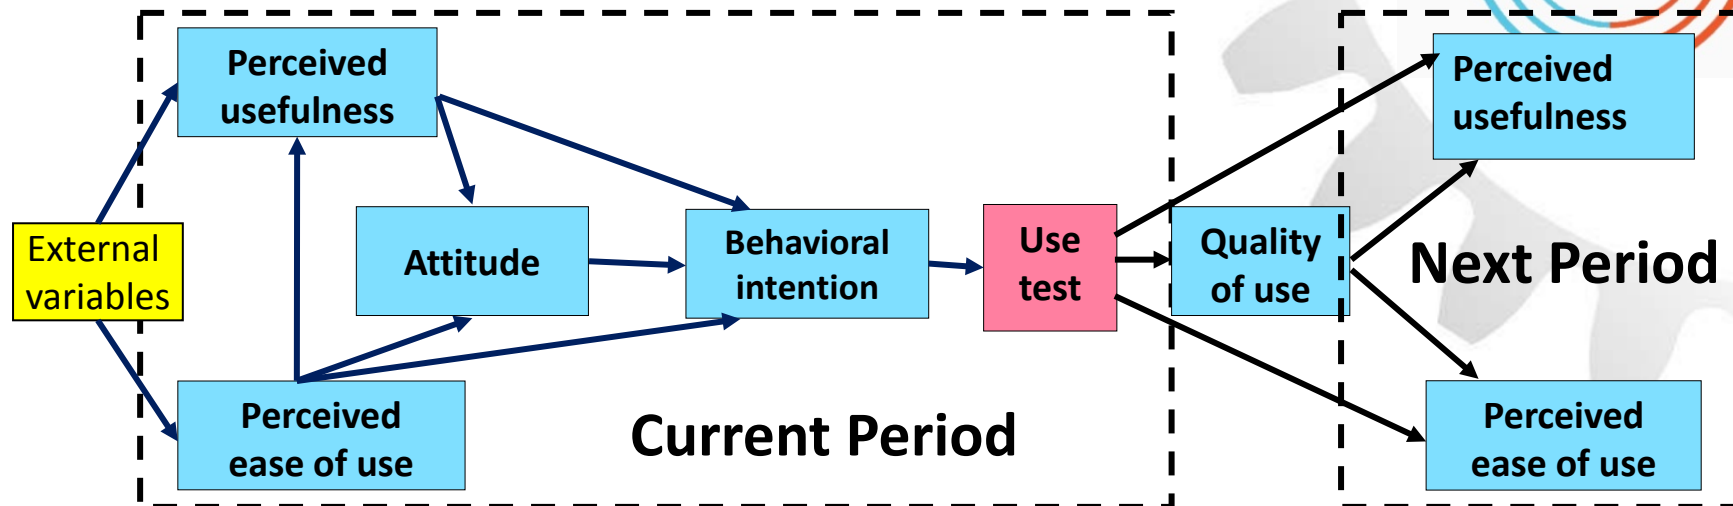 Perceived
usefulness
External
variables
Attitude
Behavioral
intention
Perceived
ease of use
Current Period
Use
test
Quality
of use
Perceived
usefulness
Next Period
Perceived
ease of use